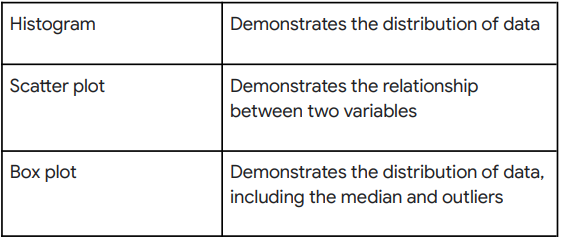 Histogram
Demonstrates the distribution of data
Scatter plot
Demonstrates the relationship
between two variables
Box plot
Demonstrates the distribution of data,
including the median and outliers